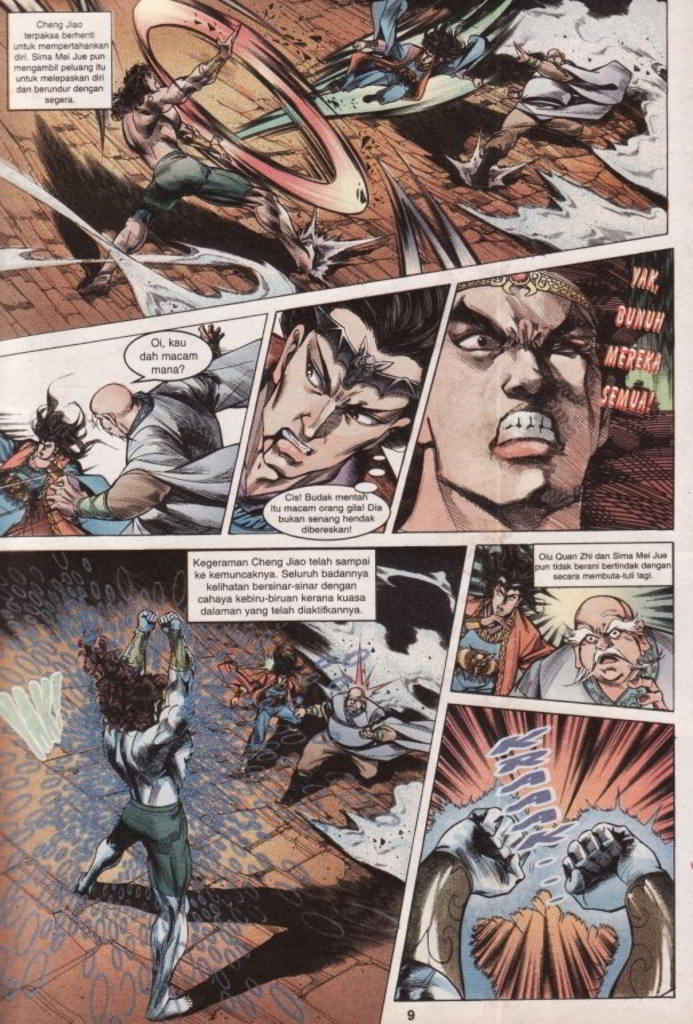 Cheng Jiao
terpaksa berhenti
untuk mempertahankan
diri. Sima Mei Jue pun
mengambil peluang itu
untuk melepaskan diri
dan berundur dengan
segera.
Oi, kau
dah macam
mana?
Cis! Budak mentah
itu macam orang gila! Dia
bukan senang hendak
dibereskan!
YAK,
BUNUH
MEREKA
SEMUA!
Kegeraman Cheng Jiao telah sampai
ke kemuncaknya. Seluruh badannya
kelihatan bersinar-sinar dengan
cahaya kebiru-biruan kerana kuasa
dalaman yang telah diaktifkannya.
Oiu Quan Zhi dan Sima Mei Jue
pun tidak berani bertindak dengan
secara membuta-tuli lagi.
9